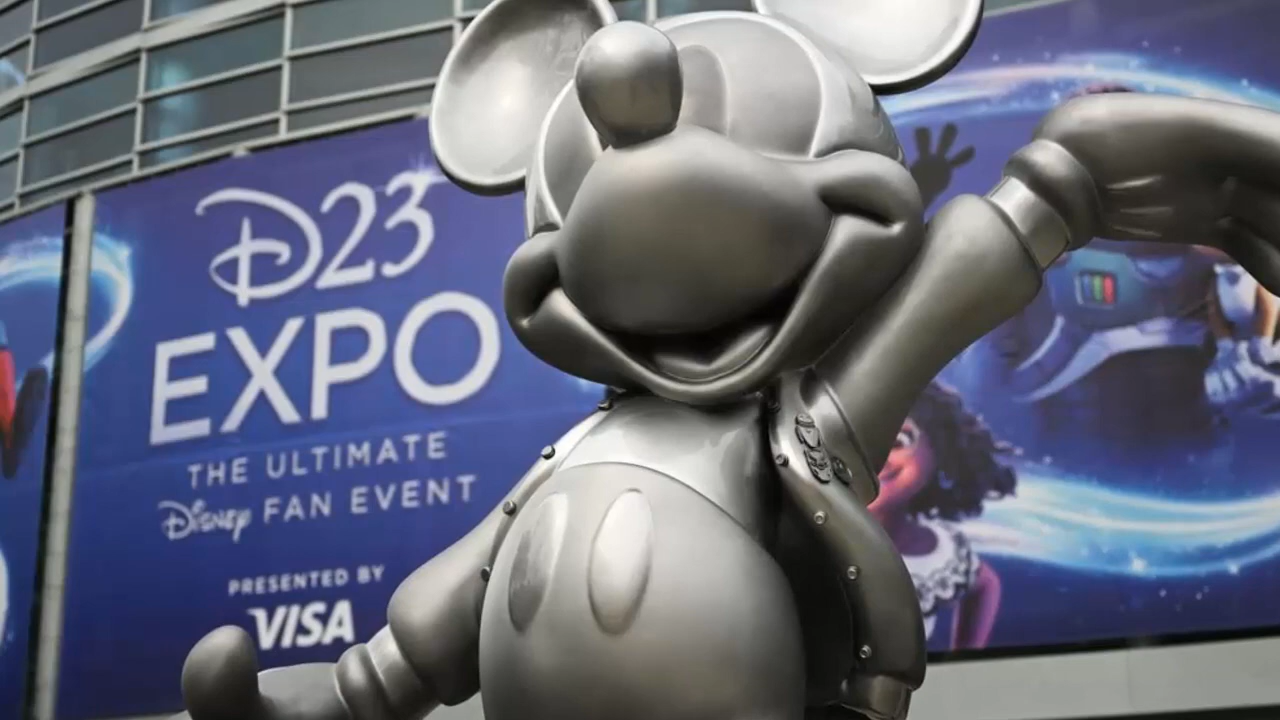 D23
EXPO
THE ULTIMATE
Disney FAN EVENT
PRESENTED BY
VISA